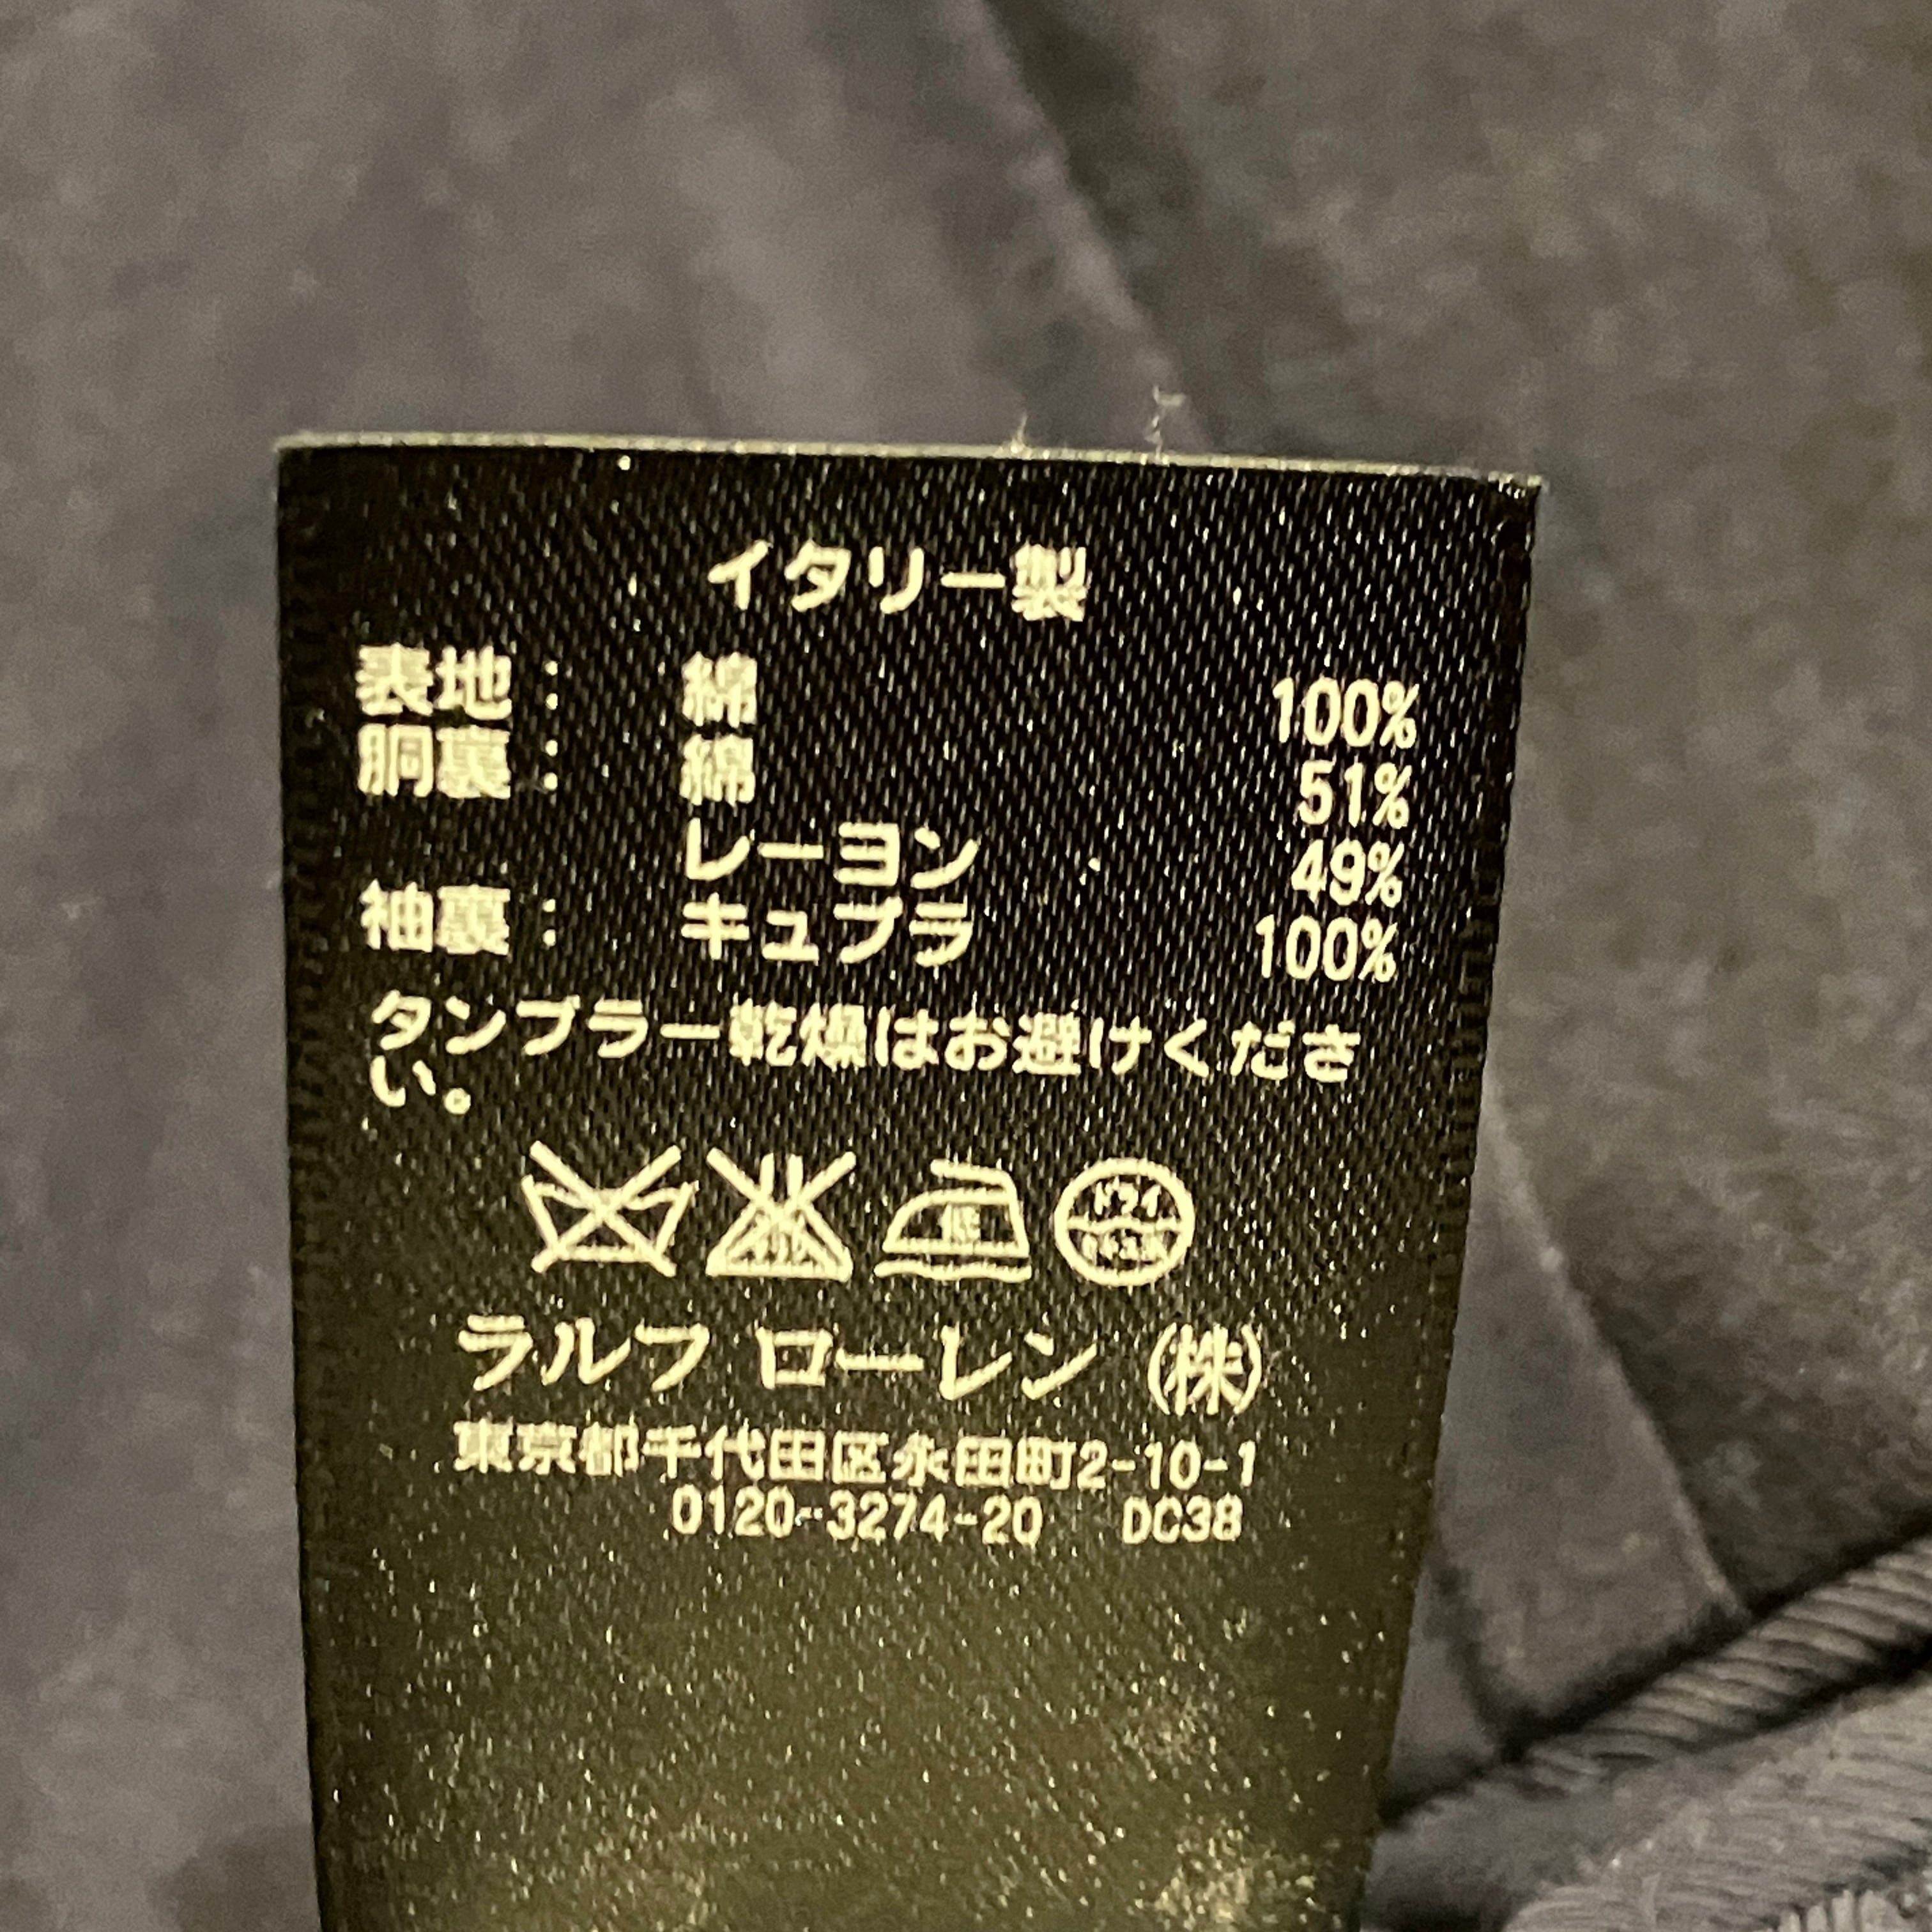 イタリー製
表地： 綿 100%
胴裏： 綿 51%
レーヨン 49%
袖裏： キュプラ 100%
タンブラー乾燥はお避けくださ
い。
低
ラルフ ローレン (株)
東京都千代田区永田町2-10-1
0120-3274-20 DC38